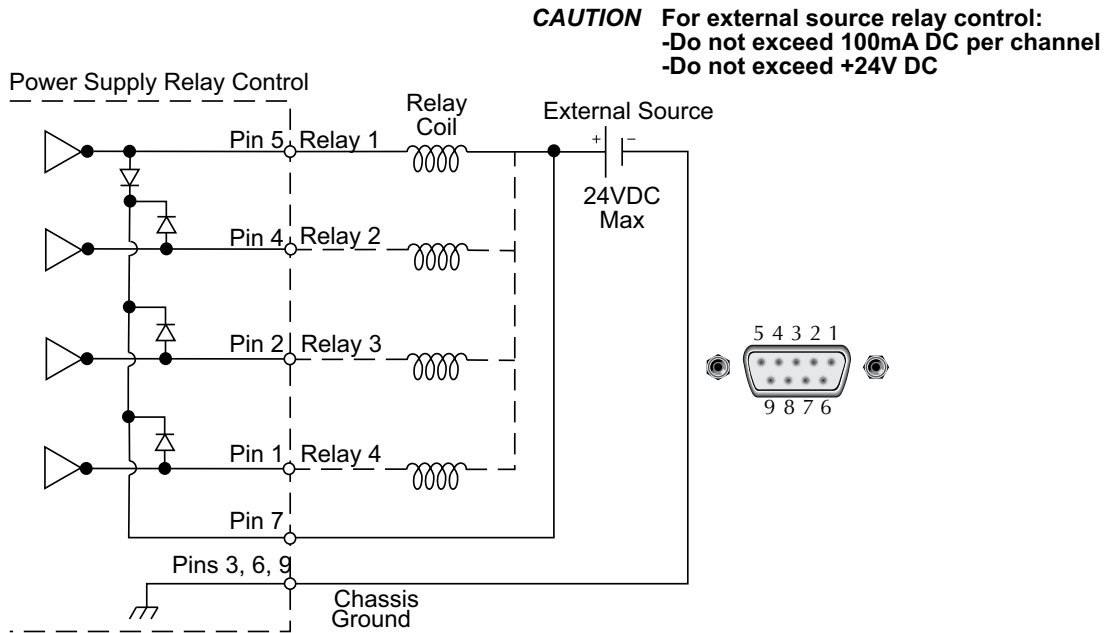 CAUTION For external source relay control:
-Do not exceed 100mA DC per channel
-Do not exceed +24V DC
Power Supply Relay Control
Relay
Coil
External Source
Pin 5 Relay 1
+ −
24VDC
Max
Pin 4 Relay 2
Pin 2 Relay 3
5 4 3 2 1
9 8 7 6
Pin 1 Relay 4
Pin 7
Pins 3, 6, 9
Chassis
Ground